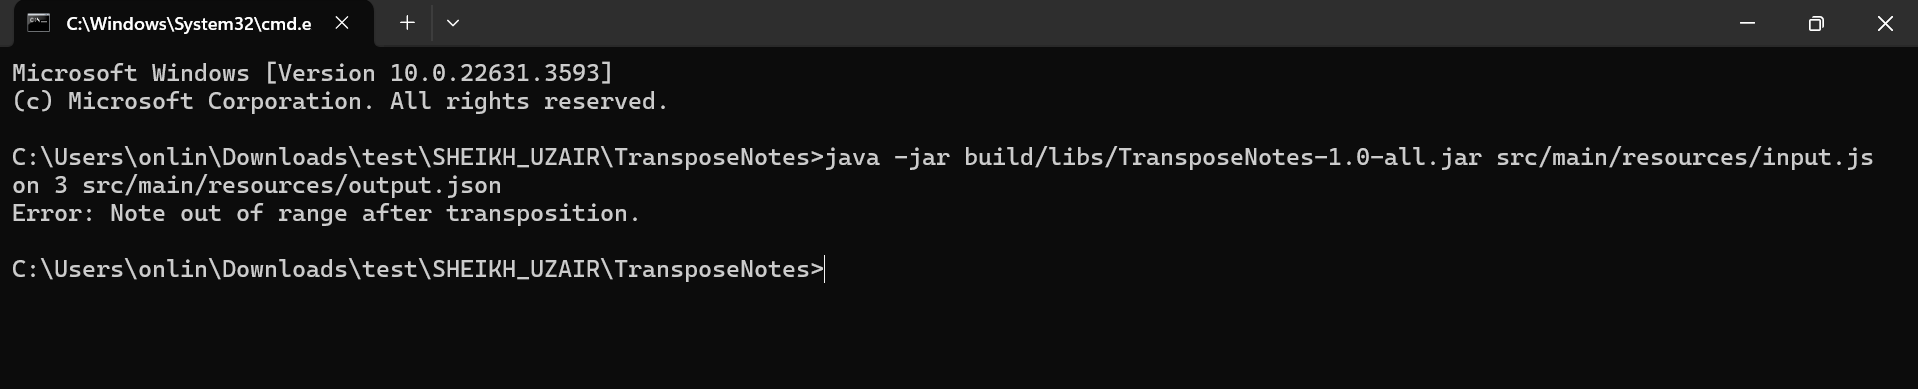 C:\Windows\System32\cmd.e
Microsoft Windows [Version 10.0.22631.3593]
(c) Microsoft Corporation. All rights reserved.
C:\Users\onlin\Downloads\test\SHEIKH_UZAIR\TransposeNotes>java -jar build/libs/TransposeNotes-1.0-all.jar src/main/resources/input.js
on 3 src/main/resources/output.json
Error: Note out of range after transposition.
C:\Users\onlin\Downloads\test\SHEIKH_UZAIR\TransposeNotes>